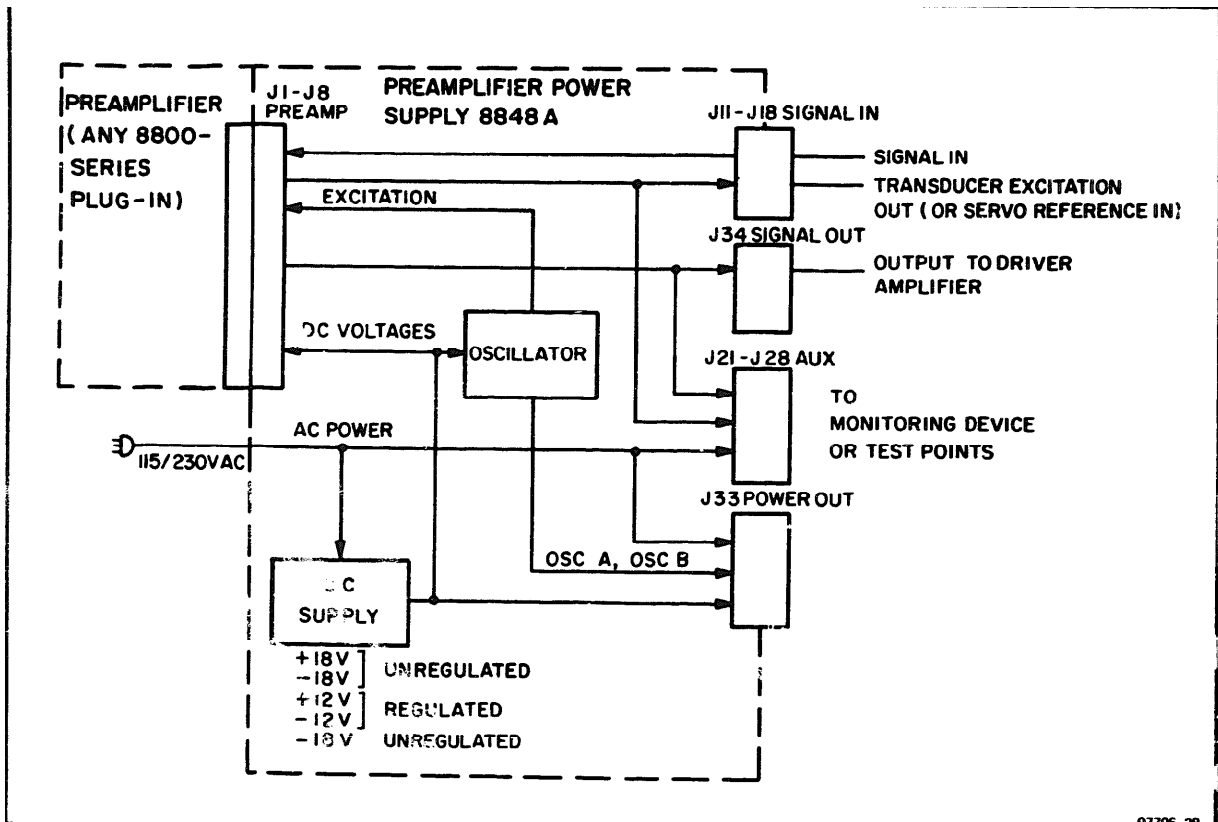 PREAMPLIFIER
(ANY 8800-
SERIES
PLUG-IN)
J1-J8
PREAMP
PREAMPLIFIER POWER
SUPPLY 8848A
J11-J18 SIGNAL IN
SIGNAL IN
TRANSDUCER EXCITATION
OUT (OR SERVO REFERENCE IN)
EXCITATION
J34 SIGNAL OUT
OUTPUT TO DRIVER
AMPLIFIER
DC VOLTAGES
OSCILLATOR
J21-J28 AUX
TO
MONITORING DEVICE
OR TEST POINTS
AC POWER
115/230VAC
J33 POWER OUT
OSC A, OSC B
DC
SUPPLY
+18V
-18V
UNREGULATED
+12V
-12V
REGULATED
-18V UNREGULATED